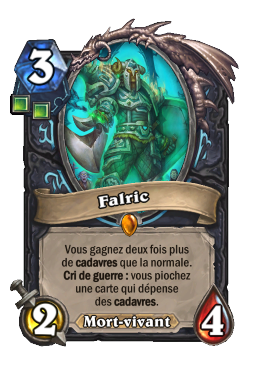 3
Falric
Vous gagnez deux fois plus
de cadavres que la normale.
Cri de guerre : vous piochez
une carte qui dépense
des cadavres.
2
Mort-vivant
4